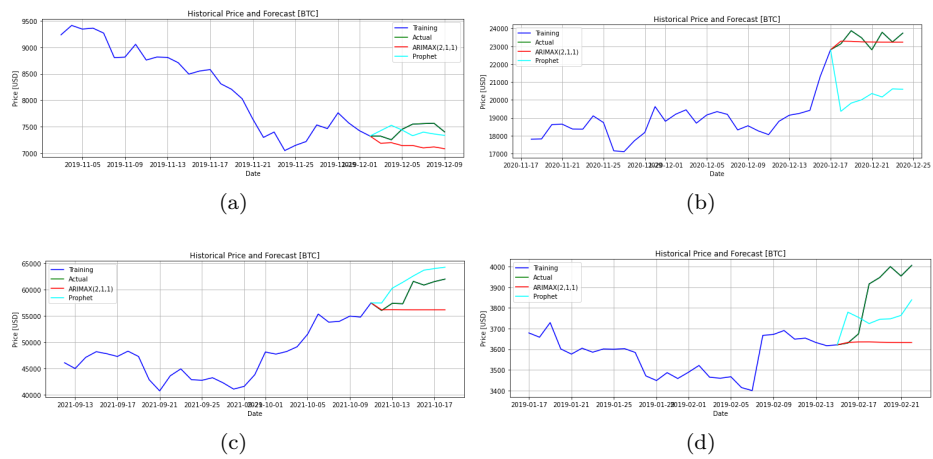 Historical Price and Forecast [BTC]
9500
9000
8500
8000
7500
7000
Price [USD]
Training
Actual
ARIMAX(2,1,1)
Prophet
2019-11-05 2019-11-09 2019-11-13 2019-11-17 2019-11-21 2019-11-25 2019-12-01 2019-12-05 2019-12-09
Date
(a)
Historical Price and Forecast [BTC]
24000
23000
22000
21000
20000
19000
18000
17000
Price [USD]
Training
Actual
ARIMAX(2,1,1)
Prophet
2020-11-17 2020-11-21 2020-11-25 2020-12-01 2020-12-05 2020-12-09 2020-12-13 2020-12-17 2020-12-21 2020-12-25
Date
(b)
Historical Price and Forecast [BTC]
65000
60000
55000
50000
45000
40000
Price [USD]
Training
Actual
ARIMAX(2,1,1)
Prophet
2021-09-13 2021-09-17 2021-09-21 2021-09-25 2021-10-01 2021-10-05 2021-10-09 2021-10-13 2021-10-17
Date
(c)
Historical Price and Forecast [BTC]
4000
3900
3800
3700
3600
3500
3400
Price [USD]
Training
Actual
ARIMAX(2,1,1)
Prophet
2019-01-17 2019-01-21 2019-01-25 2019-02-01 2019-02-05 2019-02-09 2019-02-13 2019-02-17 2019-02-21
Date
(d)